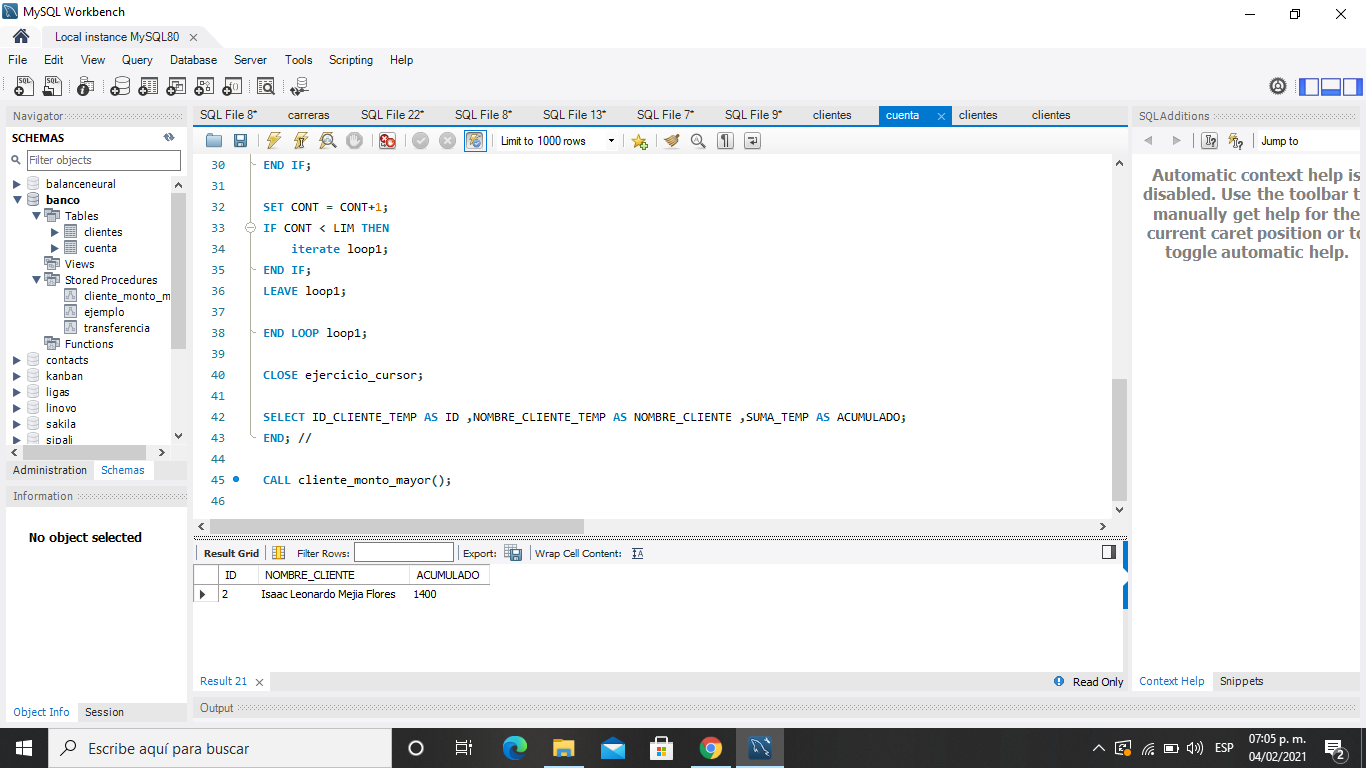 MySQL Workbench
Local instance MySQL80
File Edit View Query Database Server Tools Scripting Help
Navigator
SCHEMAS
Filter objects
balanceneural
banco
Tables
clientes
cuenta
Views
Stored Procedures
cliente_monto_m
ejemplo
transferencia
Functions
contacts
kanban
ligas
linovo
sakila
sipali
Administration Schemas
Information
No object selected
Object Info Session
SQL File 8* carreras SQL File 22* SQL File 8* SQL File 13* SQL File 7* SQL File 9* clientes cuenta clientes clientes
Limit to 1000 rows
30 END IF;
31
32 SET CONT = CONT+1;
33 IF CONT < LIM THEN
34 iterate loop1;
35 END IF;
36 LEAVE loop1;
37
38 END LOOP loop1;
39
40 CLOSE ejercicio_cursor;
41
42 SELECT ID_CLIENTE_TEMP AS ID ,NOMBRE_CLIENTE_TEMP AS NOMBRE_CLIENTE ,SUMA_TEMP AS ACUMULADO;
43 END; //
44
45 CALL cliente_monto_mayor();
46
Result Grid Filter Rows: Export: Wrap Cell Content:
ID NOMBRE_CLIENTE ACUMULADO
2 Isaac Leonardo Mejia Flores 1400
Result 21
Read Only
Output
SQLAdditions
Jump to
Automatic context help is
disabled. Use the toolbar t
manually get help for the
current caret position or to
toggle automatic help.
Context Help Snippets
Escribe aquí para buscar
ESP
07:05 p. m.
04/02/2021
2